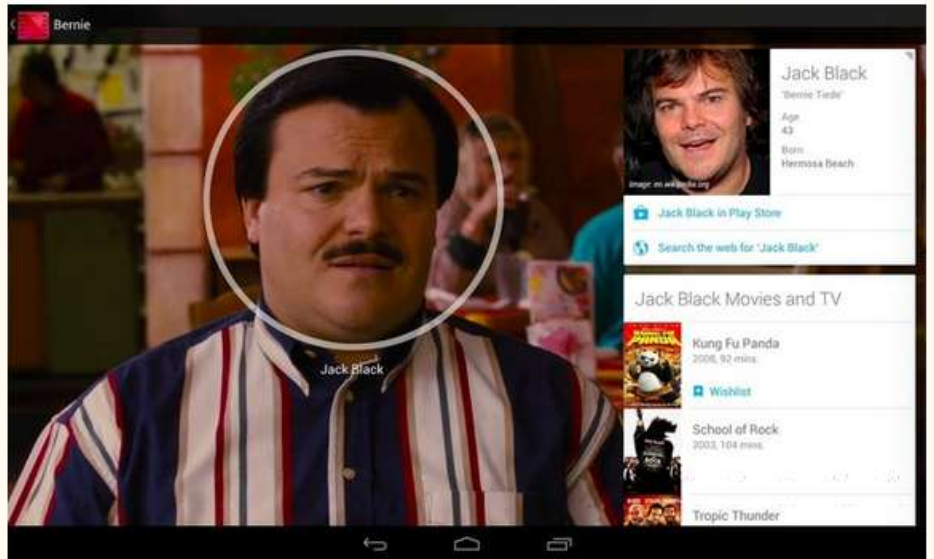 Bernie
Jack Black
Jack Black
'Bernie Tiede'
Age
43
Born
Hermosa Beach
Image: en.wikipedia.org
Jack Black in Play Store
Search the web for 'Jack Black'
Jack Black Movies and TV
Kung Fu Panda
2008, 92 mins.
Wishlist
School of Rock
2003, 104 mins.
Tropic Thunder